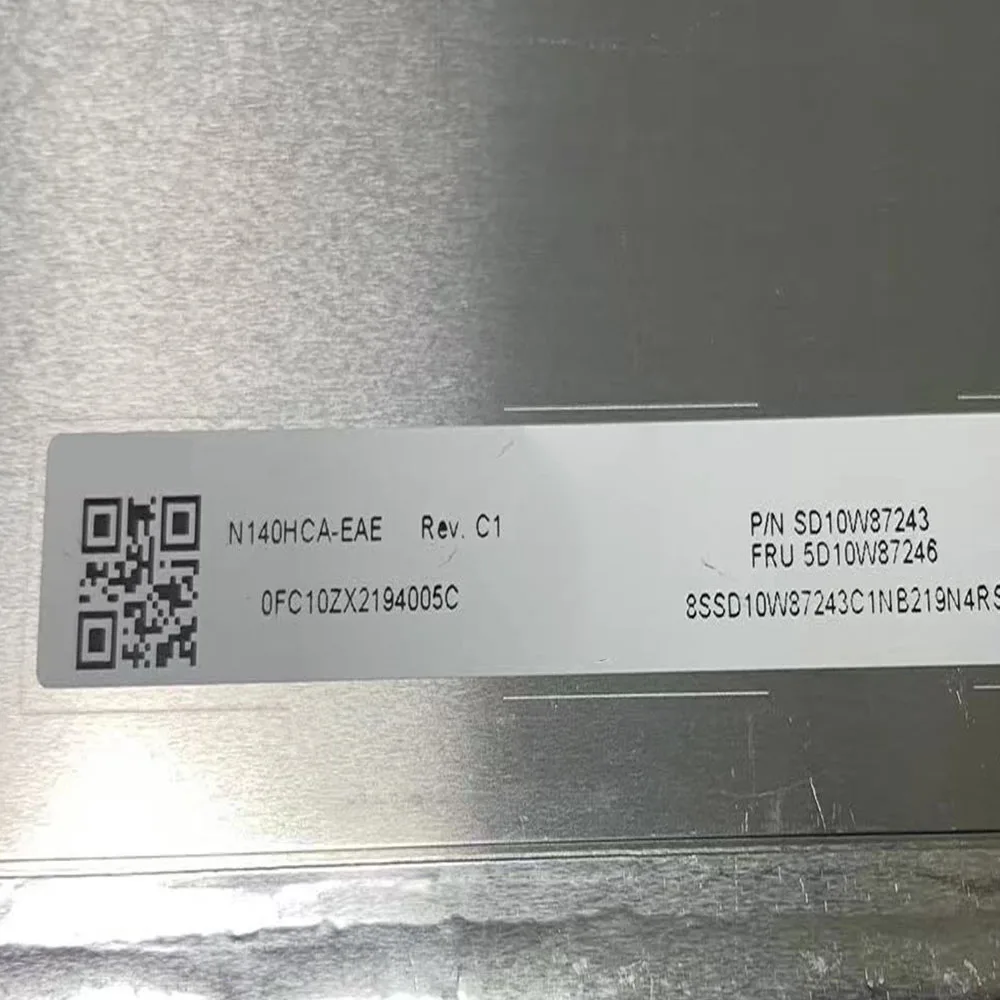 N140HCA-EAE Rev. C1
0FC10ZX2194005C
P/N SD10W87243
FRU 5D10W87246
8SSD10W87243C1NB219N4RS